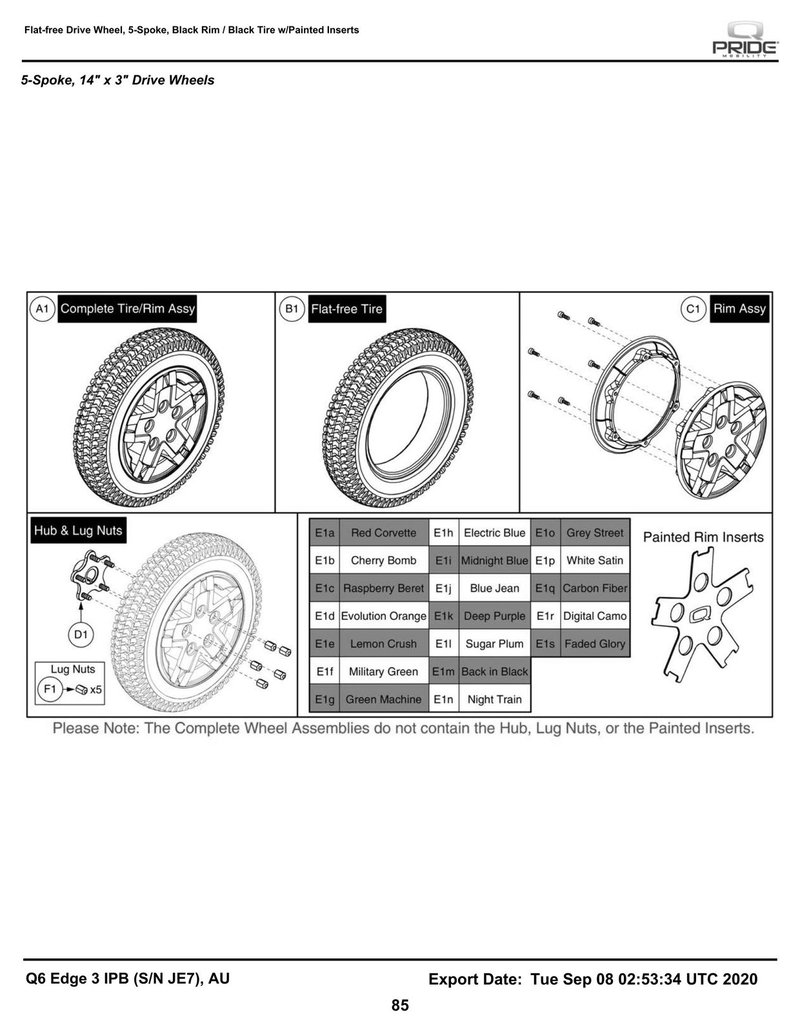 Flat-free Drive Wheel, 5-Spoke, Black Rim / Black Tire w/Painted Inserts
Q
PRIDE
MOBILITY
5-Spoke, 14" x 3" Drive Wheels
A1 Complete Tire/Rim Assy
B1 Flat-free Tire
C1 Rim Assy
Hub & Lug Nuts
D1
Lug Nuts
F1 x5
E1a Red Corvette E1h Electric Blue E1o Grey Street
E1b Cherry Bomb E1i Midnight Blue E1p White Satin
E1c Raspberry Beret E1j Blue Jean E1q Carbon Fiber
E1d Evolution Orange E1k Deep Purple E1r Digital Camo
E1e Lemon Crush E1l Sugar Plum E1s Faded Glory
E1f Military Green E1m Back in Black
E1g Green Machine E1n Night Train
Painted Rim Inserts
Q
Please Note: The Complete Wheel Assemblies do not contain the Hub, Lug Nuts, or the Painted Inserts.
Q6 Edge 3 IPB (S/N JE7), AU
Export Date: Tue Sep 08 02:53:34 UTC 2020
85